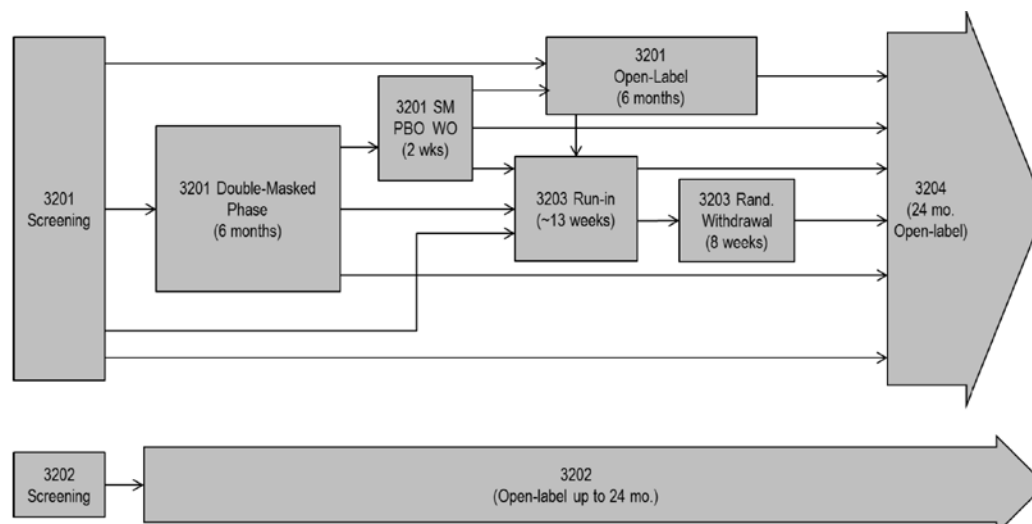 3201
Screening
3201 Double-Masked
Phase
(6 months)
3201 SM
PBO WO
(2 wks)
3201
Open-Label
(6 months)
3203 Run-in
(~13 weeks)
3203 Rand.
Withdrawal
(8 weeks)
3204
(24 mo.
Open-label)
3202
Screening
3202
(Open-label up to 24 mo.)